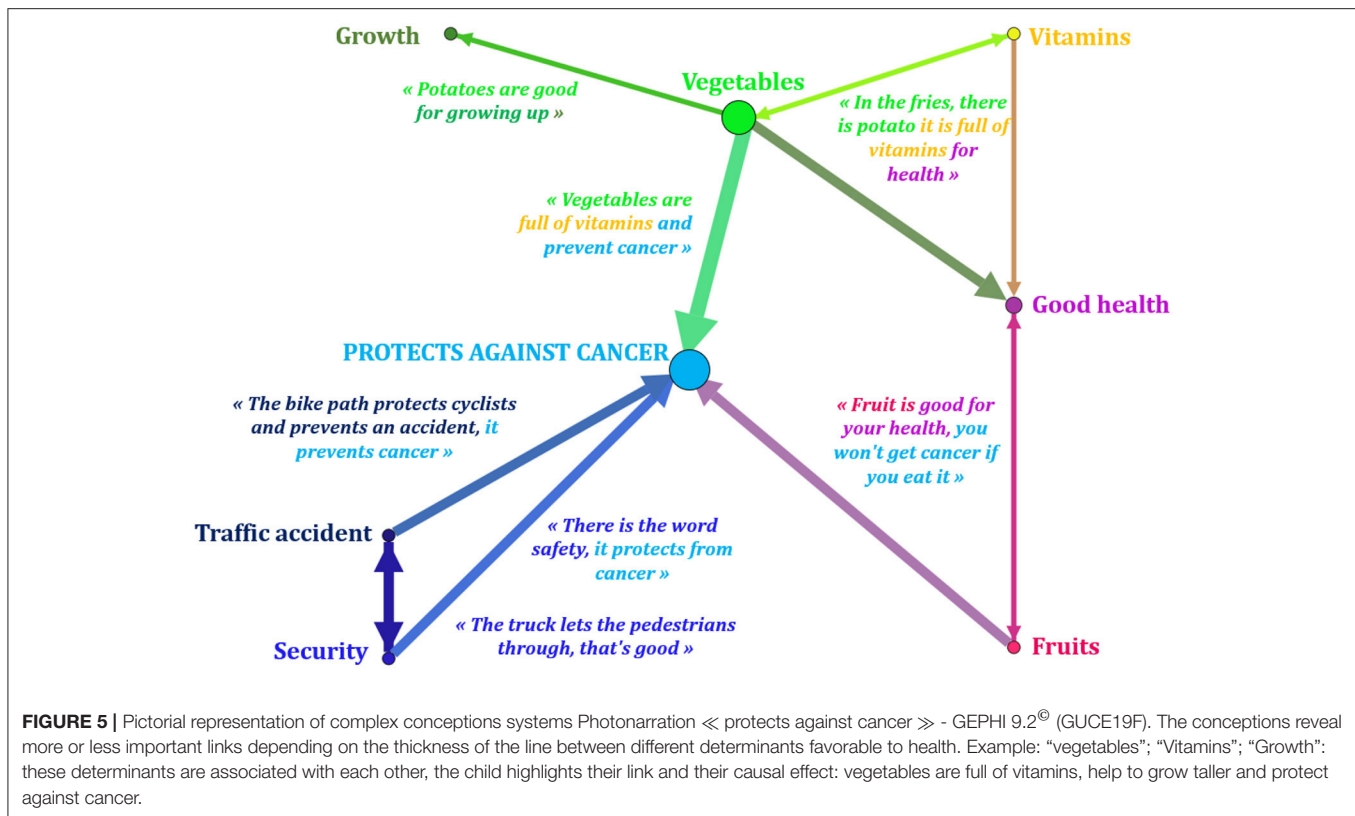 Growth
Vitamins
Vegetables
« Potatoes are good
for growing up »
« In the fries, there
is potato it is full of
vitamins for
health »
« Vegetables are
full of vitamins and
prevent cancer »
Good health
PROTECTS AGAINST CANCER
« The bike path protects cyclists
and prevents an accident, it
prevents cancer »
« Fruit is good for
your health, you
won't get cancer if
you eat it »
Traffic accident
« There is the word
safety, it protects from
cancer »
« The truck lets the pedestrians
through, that's good »
Security
Fruits
FIGURE 5 | Pictorial representation of complex conceptions systems Photonarration ≪ protects against cancer ≫ - GEPHI 9.2© (GUCE19F). The conceptions reveal
more or less important links depending on the thickness of the line between different determinants favorable to health. Example: “vegetables”; “Vitamins”; “Growth”:
these determinants are associated with each other, the child highlights their link and their causal effect: vegetables are full of vitamins, help to grow taller and protect
against cancer.